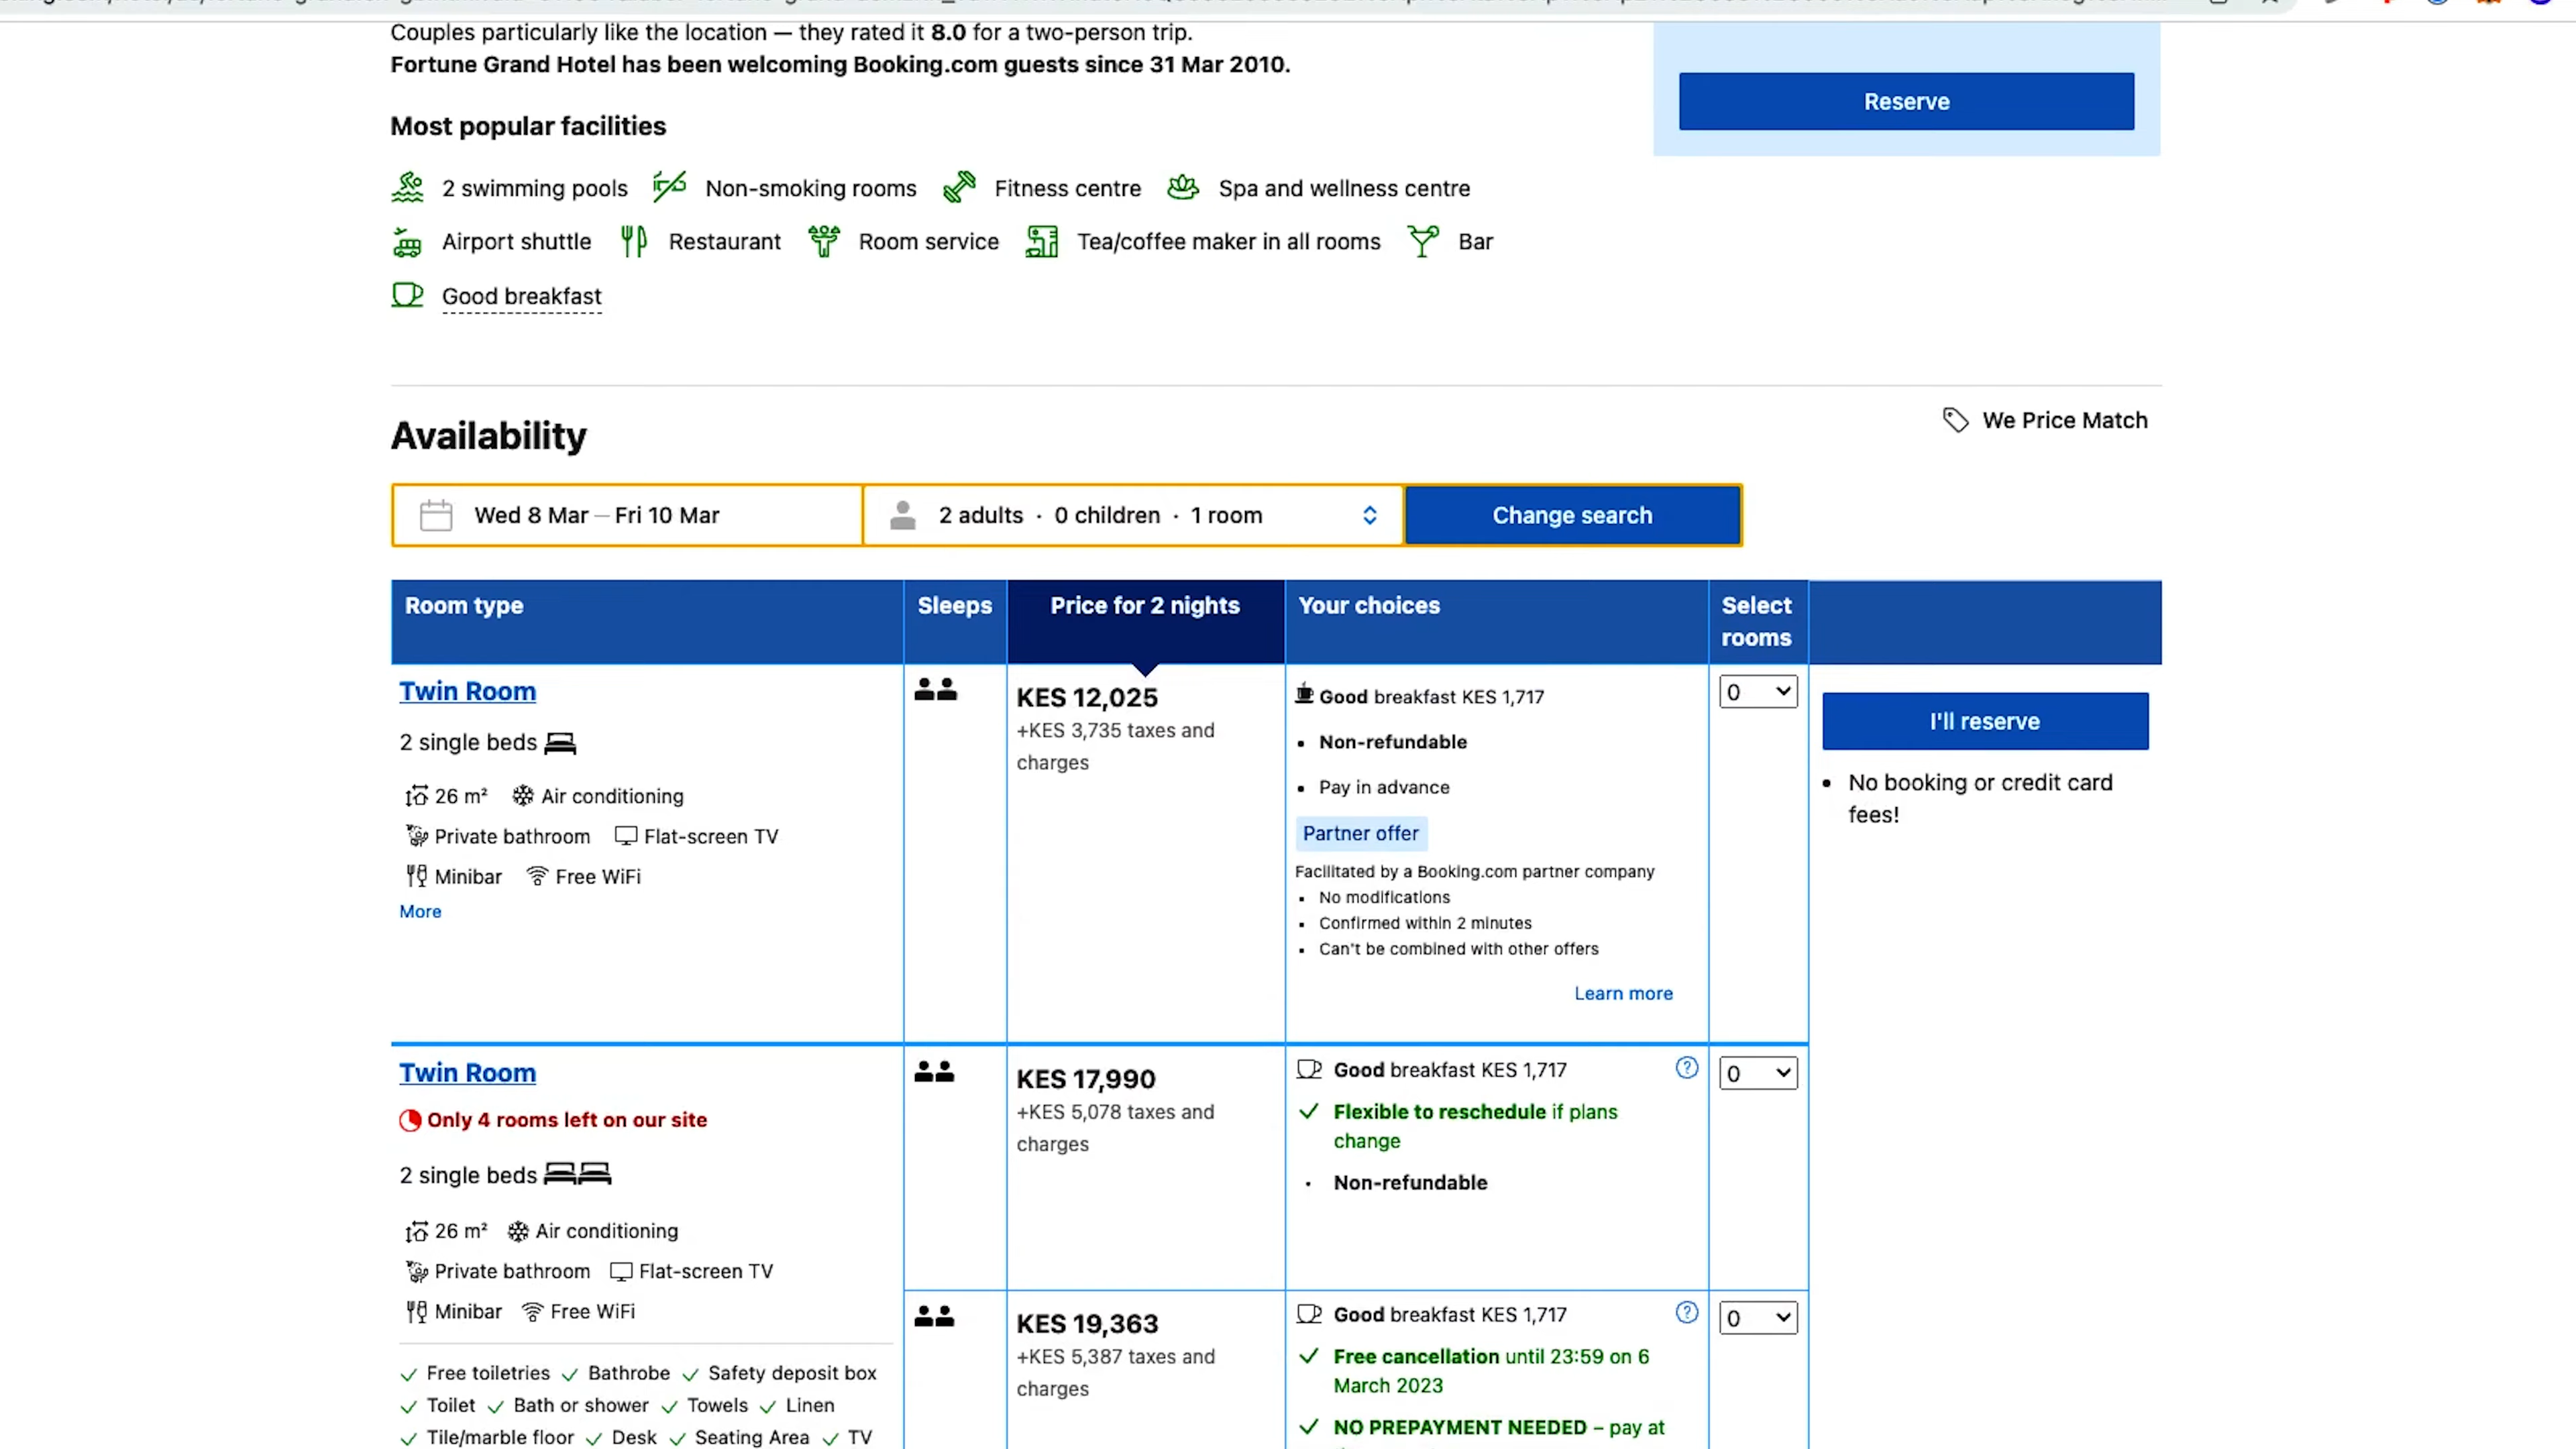 Couples particularly like the location — they rated it 8.0 for a two-person trip.
Fortune Grand Hotel has been welcoming Booking.com guests since 31 Mar 2010.
Reserve
Most popular facilities
2 swimming pools Non-smoking rooms Fitness centre Spa and wellness centre
Airport shuttle Restaurant Room service Tea/coffee maker in all rooms Bar
Good breakfast
Availability
We Price Match
Wed 8 Mar — Fri 10 Mar 2 adults · 0 children · 1 room Change search
Room type Sleeps Price for 2 nights Your choices Select
rooms
Twin Room
2 single beds
26 m² Air conditioning
Private bathroom Flat-screen TV
Minibar Free WiFi
More
KES 12,025
+KES 3,735 taxes and
charges
Good breakfast KES 1,717
• Non-refundable
• Pay in advance
Partner offer
Facilitated by a Booking.com partner company
• No modifications
• Confirmed within 2 minutes
• Can't be combined with other offers
Learn more
0
I'll reserve
• No booking or credit card
fees!
Twin Room
Only 4 rooms left on our site
2 single beds
26 m² Air conditioning
Private bathroom Flat-screen TV
Minibar Free WiFi
✓ Free toiletries ✓ Bathrobe ✓ Safety deposit box
✓ Toilet ✓ Bath or shower ✓ Towels ✓ Linen
✓ Tile/marble floor ✓ Desk ✓ Seating Area ✓ TV
KES 17,990
+KES 5,078 taxes and
charges
Good breakfast KES 1,717
✓ Flexible to reschedule if plans
change
• Non-refundable
0
KES 19,363
+KES 5,387 taxes and
charges
Good breakfast KES 1,717
✓ Free cancellation until 23:59 on 6
March 2023
✓ NO PREPAYMENT NEEDED – pay at
0